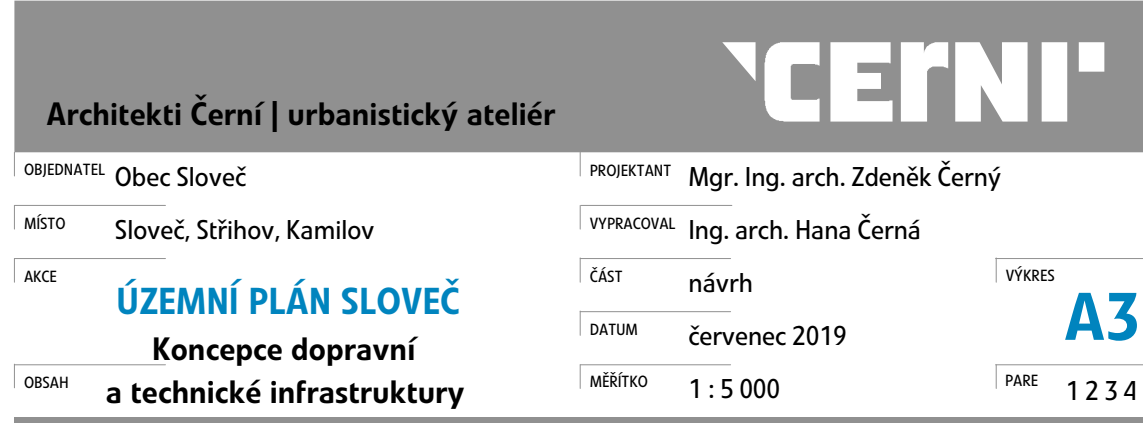 ČERNÍ
Architekti Černí | urbanistický ateliér
OBJEDNATEL Obec Sloveč
MÍSTO Sloveč, Střihov, Kamilov
AKCE ÚZEMNÍ PLÁN SLOVEČ
OBSAH Koncepce dopravní
a technické infrastruktury
PROJEKTANT Mgr. Ing. arch. Zdeněk Černý
VYPRACOVAL Ing. arch. Hana Černá
ČÁST návrh
DATUM červenec 2019
MĚŘÍTKO 1 : 5 000
VÝKRES A3
PARE 1 2 3 4